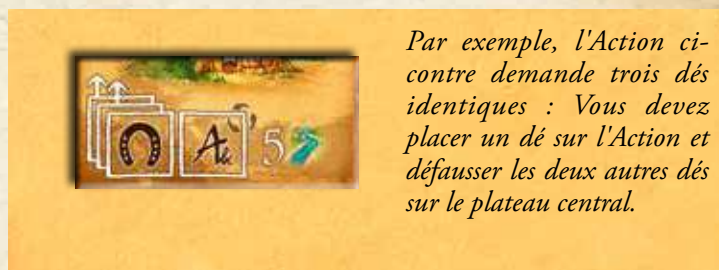 Par exemple, l'Action ci-
contre demande trois dés
identiques : Vous devez
placer un dé sur l'Action et
défausser les deux autres dés
sur le plateau central.
5